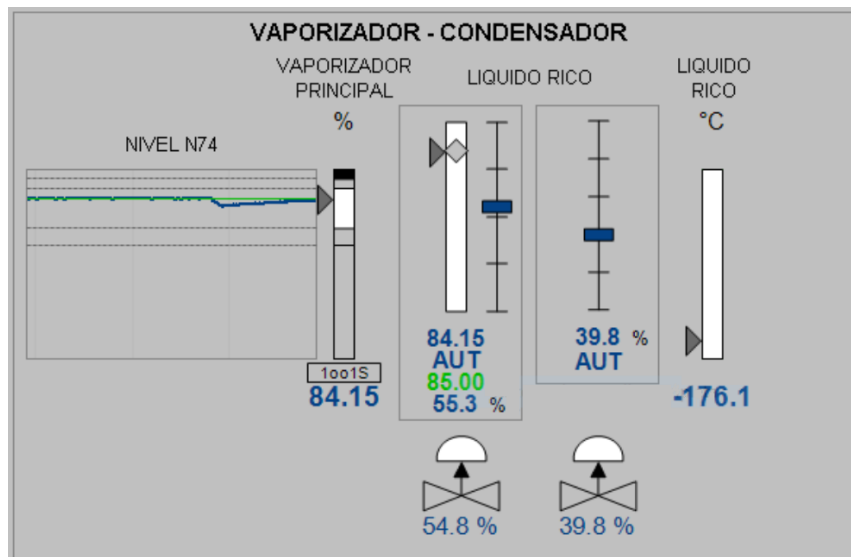 VAPORIZADOR - CONDENSADOR
VAPORIZADOR
PRINCIPAL
%
LIQUIDO RICO
LIQUIDO
RICO
°C
NIVEL N74
1oo1S
84.15
84.15
AUT
85.00
55.3 %
39.8 %
AUT
-176.1
54.8 %
39.8 %